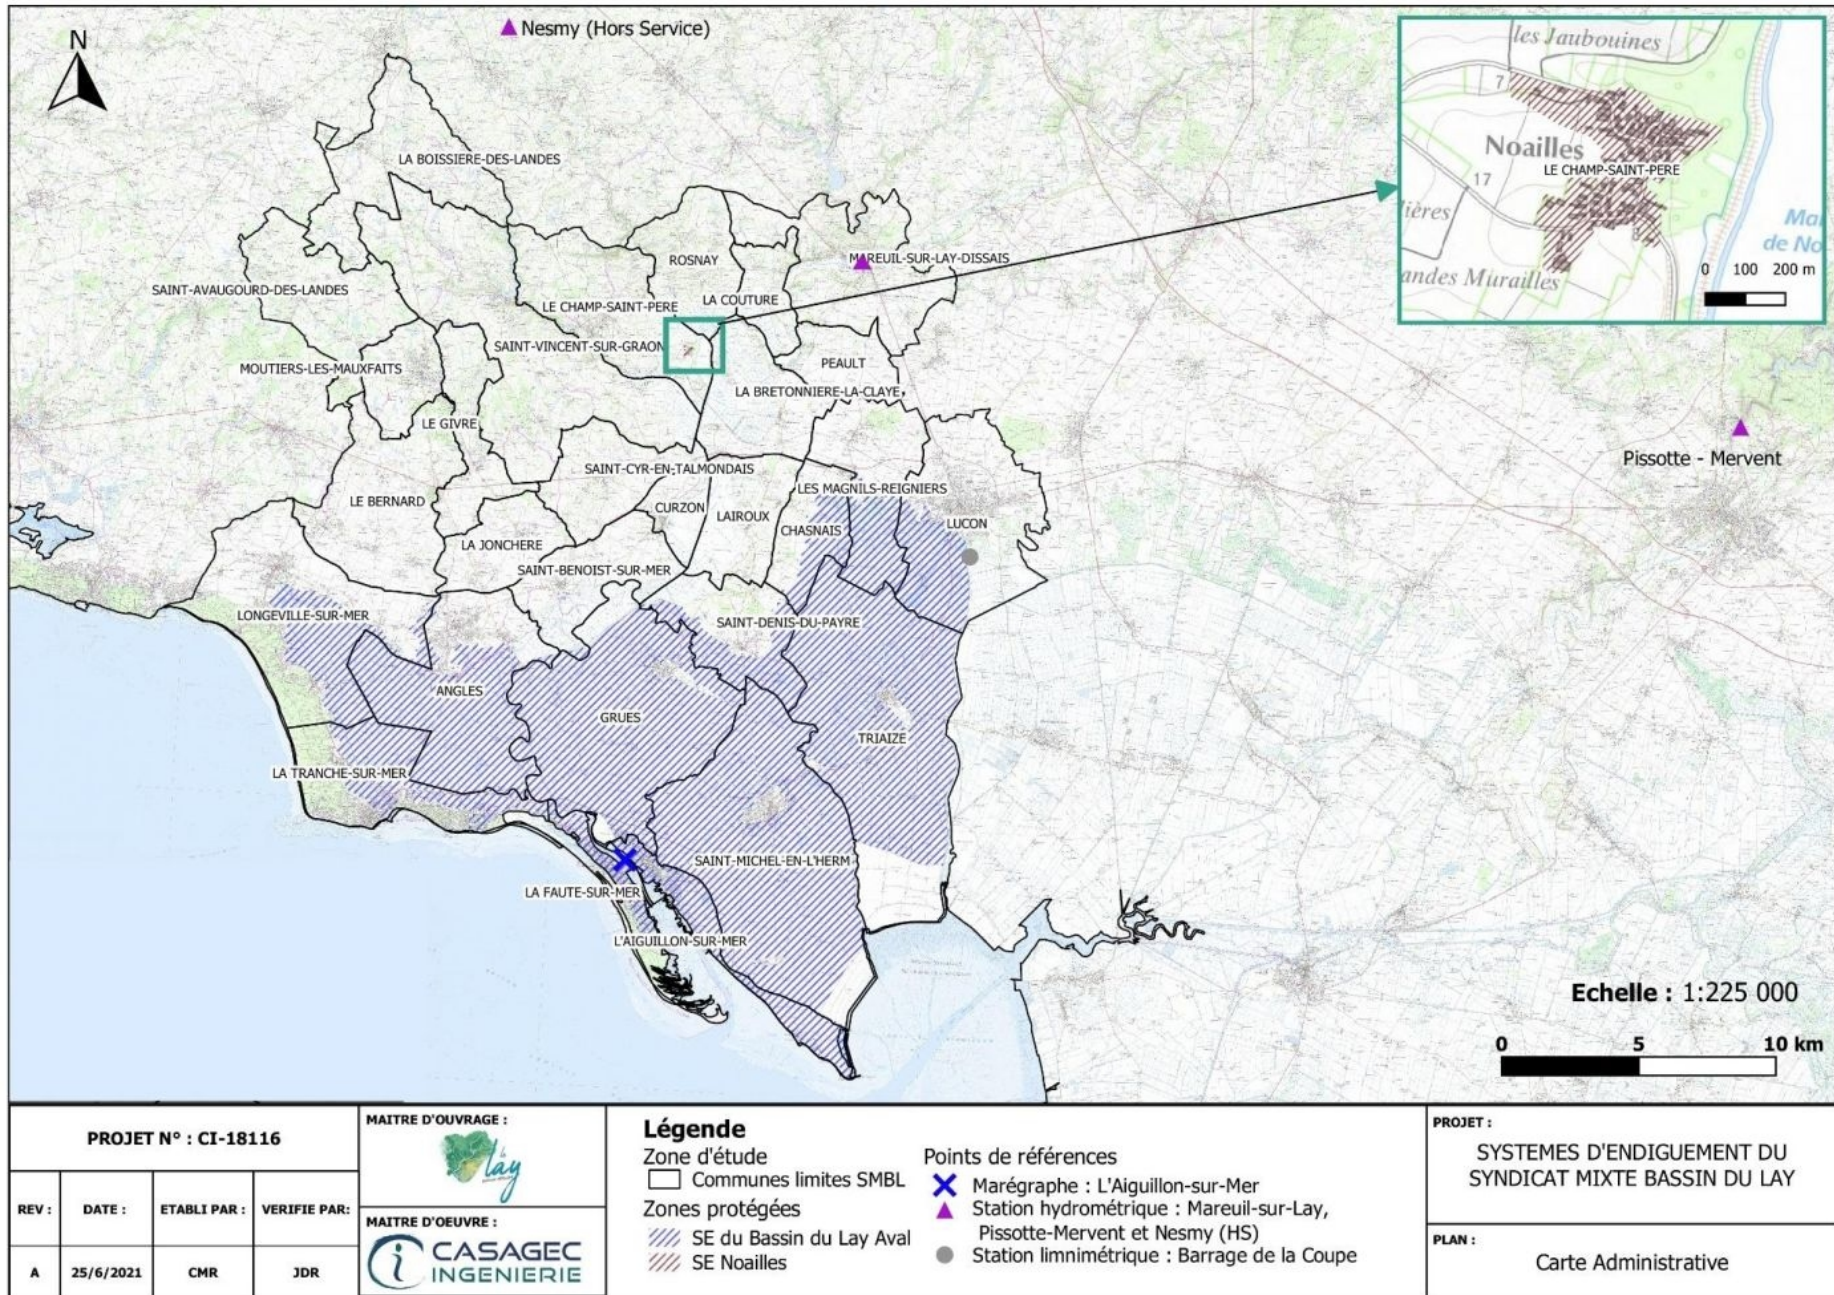 Nesmy (Hors Service)
N
les Jaubouines
7
Noailles
LE CHAMP-SAINT-PERE
17
ières
Mar
de No
andes Murailles
0 100 200 m
LA BOISSIERE-DES-LANDES
ROSNAY
MAREUIL-SUR-LAY-DISSAIS
SAINT-AVAUGOURD-DES-LANDES
LE CHAMP-SAINT-PERE
LA COUTURE
SAINT-VINCENT-SUR-GRAON
MOUTIERS-LES-MAUXFAITS
PEAULT
LA BRETONNIERE-LA-CLAYE
LE GIVRE
Pissotte - Mervent
SAINT-CYR-EN-TALMONDAIS
LES MAGNILS-REIGNIERS
LE BERNARD
CURZON
LAIROUX
CHASNAIS
LUCON
LA JONCHERE
SAINT-BENOIST-SUR-MER
LONGEVILLE-SUR-MER
SAINT-DENIS-DU-PAYRE
ANGLES
GRUES
TRIAIZE
LA TRANCHE-SUR-MER
SAINT-MICHEL-EN-L'HERM
LA FAUTE-SUR-MER
L'AIGUILLON-SUR-MER
Echelle : 1:225 000
0 5 10 km
PROJET N° : CI-18116
REV : DATE : ETABLI PAR : VERIFIE PAR:
A 25/6/2021 CMR JDR
MAITRE D'OUVRAGE :
le
lay
MAITRE D'OEUVRE :
CASAGEC
INGENIERIE
Légende
Zone d'étude
Communes limites SMBL
Zones protégées
SE du Bassin du Lay Aval
SE Noailles
Points de références
Marégraphe : L'Aiguillon-sur-Mer
Station hydrométrique : Mareuil-sur-Lay,
Pissotte-Mervent et Nesmy (HS)
Station limnimétrique : Barrage de la Coupe
PROJET :
SYSTEMES D'ENDIGUEMENT DU
SYNDICAT MIXTE BASSIN DU LAY
PLAN :
Carte Administrative